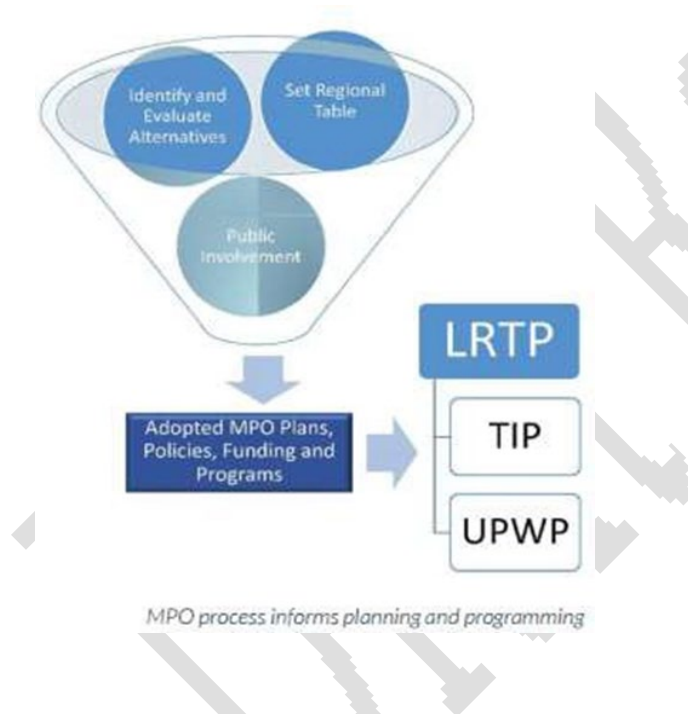 Identify and
Evaluate
Alternatives
Set Regional
Table
Public
Involvement
Adopted MPO Plans,
Policies, Funding and
Programs
LRTP
TIP
UPWP
MPO process informs planning and programming